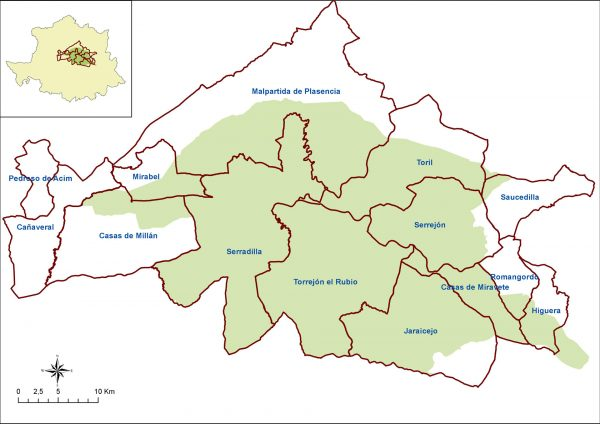 Malpartida de Plasencia
Toril
Pedroso de Acím
Mirabel
Saucedilla
Cañaveral
Casas de Millán
Serrejón
Serradilla
Romangordo
Torrejón el Rubio
Casas de Miravete
Higuera
Jaraicejo
N
W E
S
0 2,5 5 10 Km